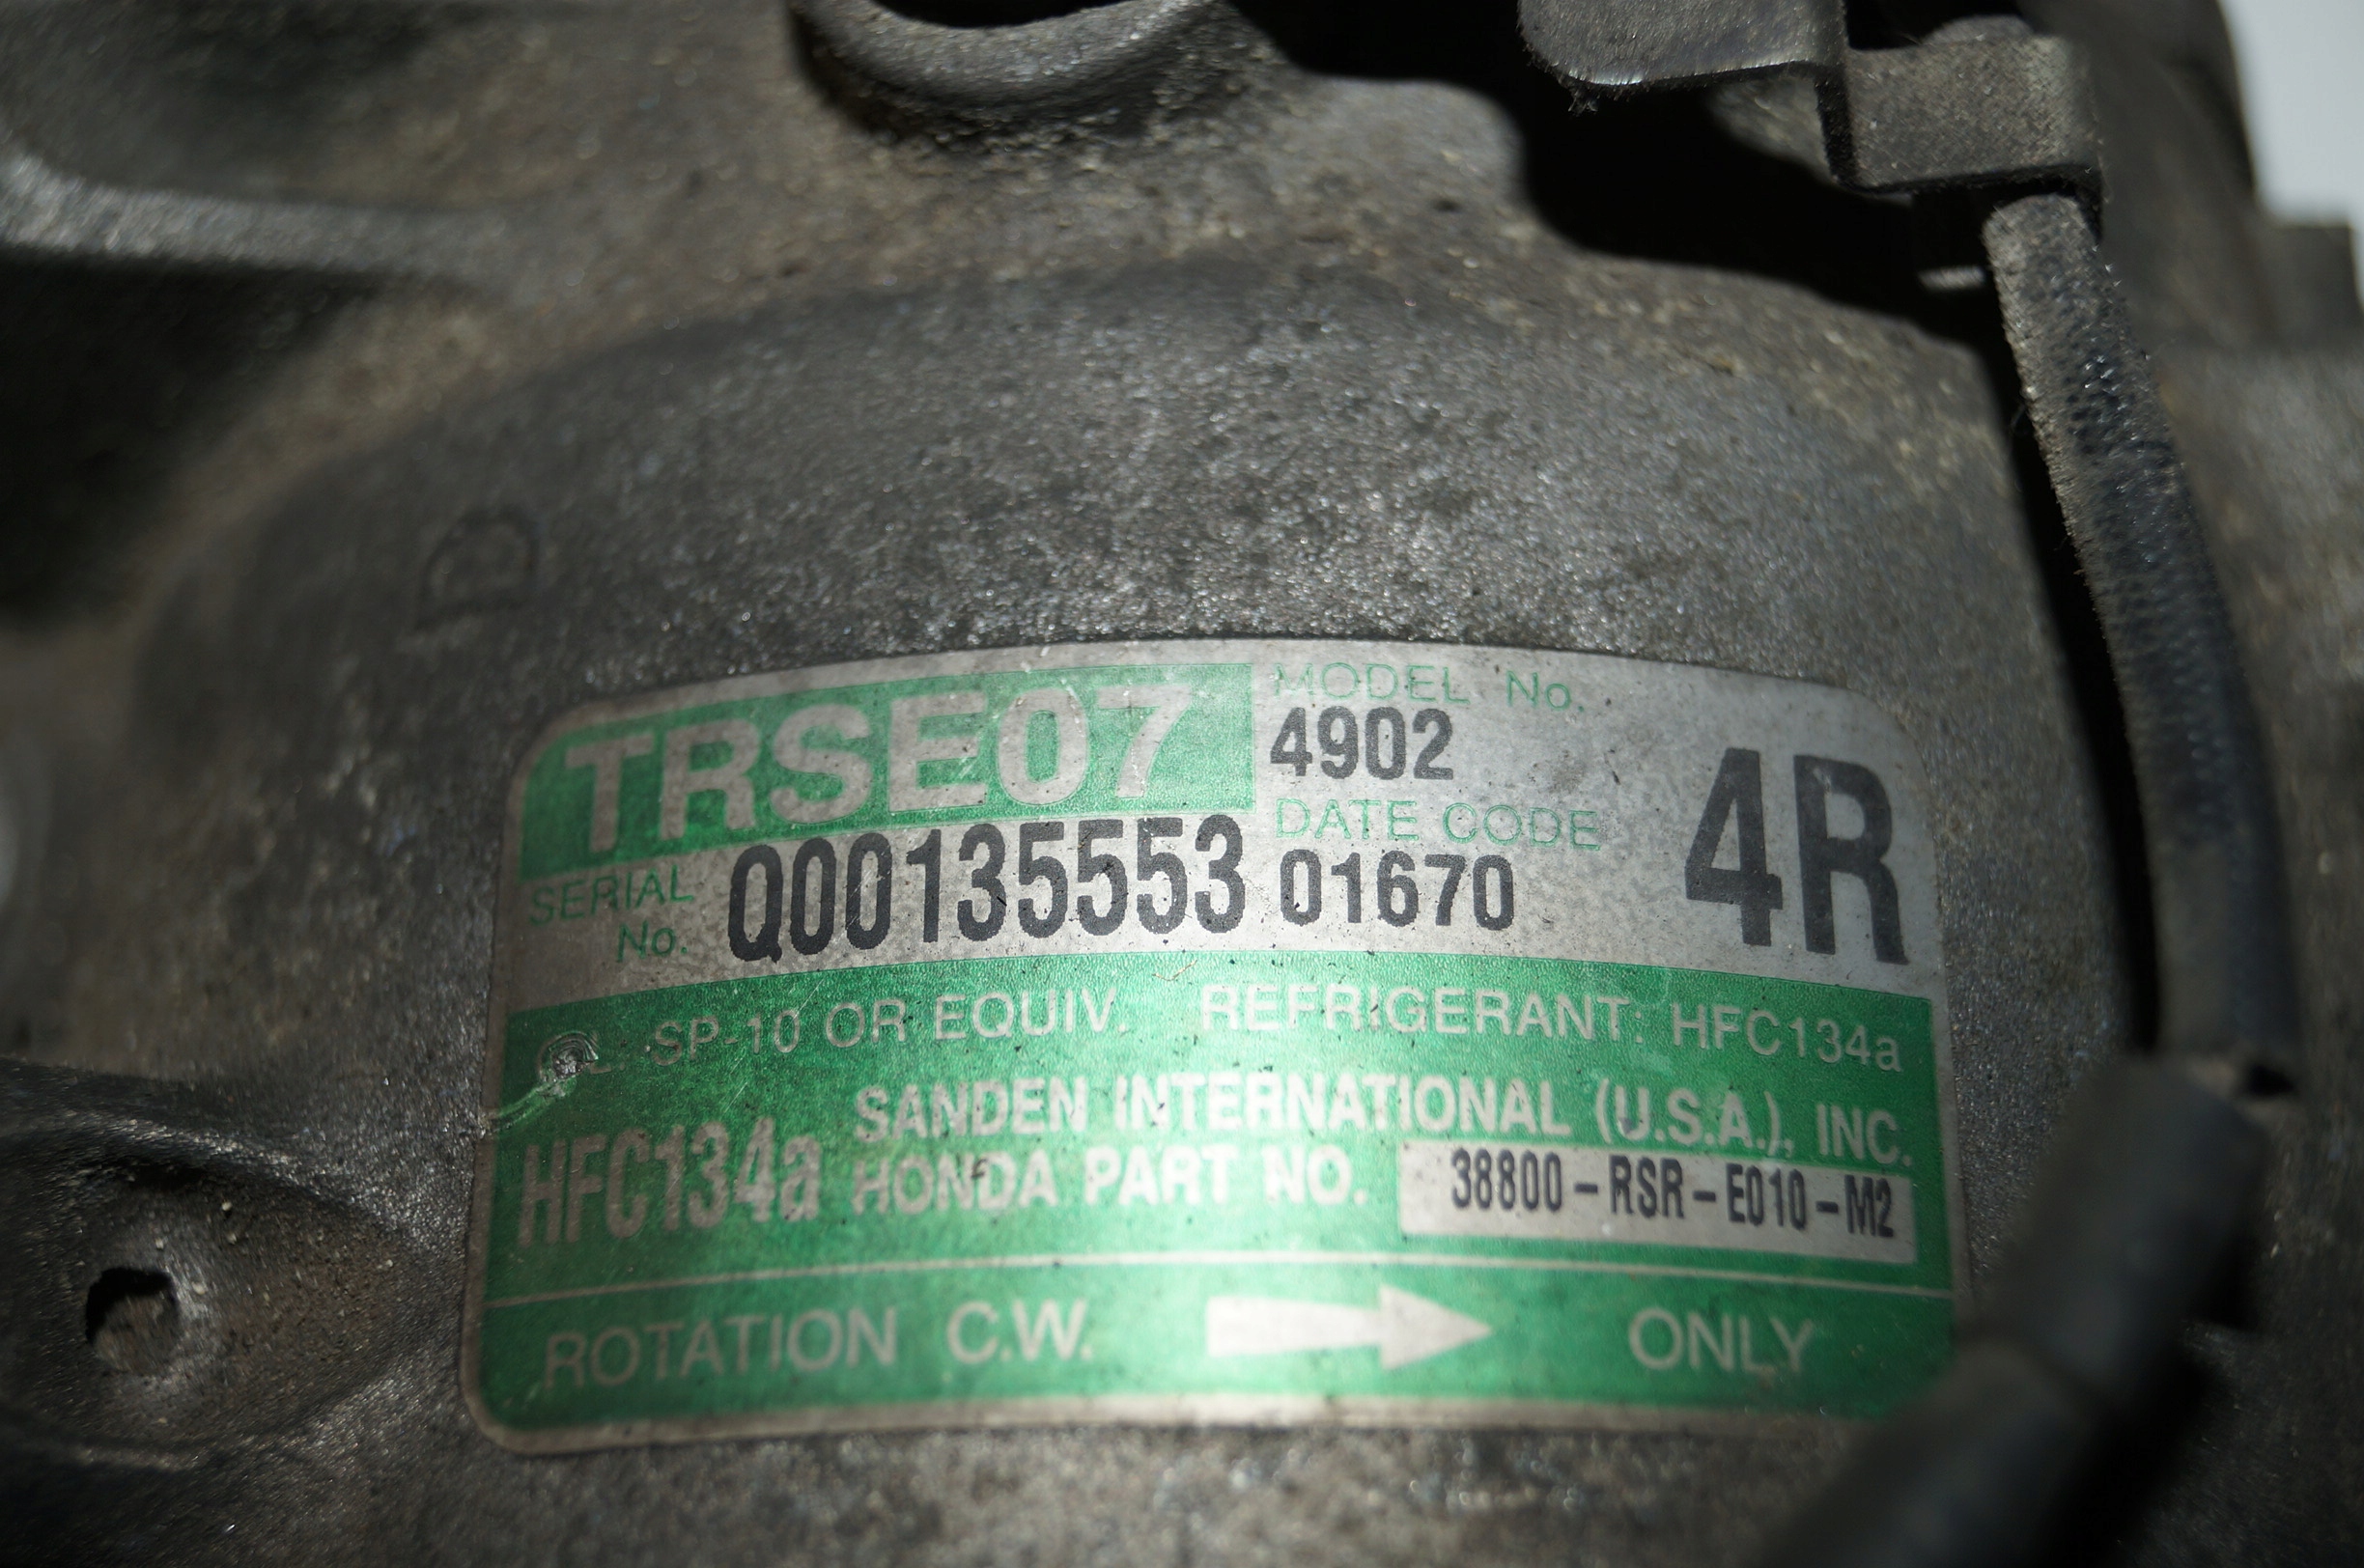 D
TRSE07
MODEL No.
4902
4R
DATE CODE
SERIAL No.
Q00135553
01670
OIL: SP-10 OR EQUIV. REFRIGERANT: HFC134a
HFC134a
SANDEN INTERNATIONAL (U.S.A.), INC.
HONDA PART NO. 38800-RSR-E010-M2
ROTATION C.W. ONLY